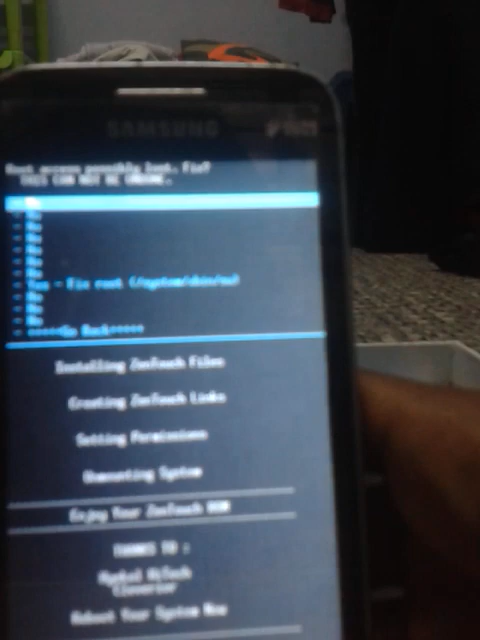 SAMSUNG
Root access possibly lost. Fix?
THIS CAN NOT BE UNDONE.
- No
- No
- No
- No
- No
- No
- No
- Yes - Fix root (/system/xbin/su)
- No
- No
- No
- +++++Go Back+++++
Installing ZenTouch Files
Creating ZenTouch Links
Setting Permissions
Unmounting System
Enjoy Your ZenTouch ROM
THANKS TO :
Reboot Your System Now